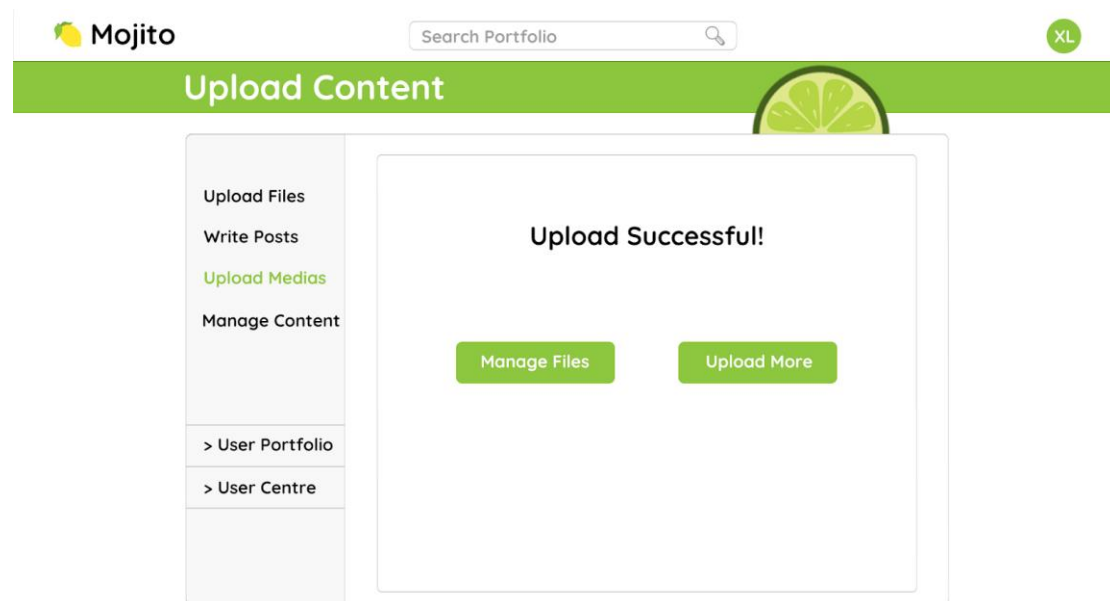 Mojito
Search Portfolio
XL
Upload Content
Upload Files
Write Posts
Upload Medias
Manage Content
> User Portfolio
> User Centre
Upload Successful!
Manage Files
Upload More